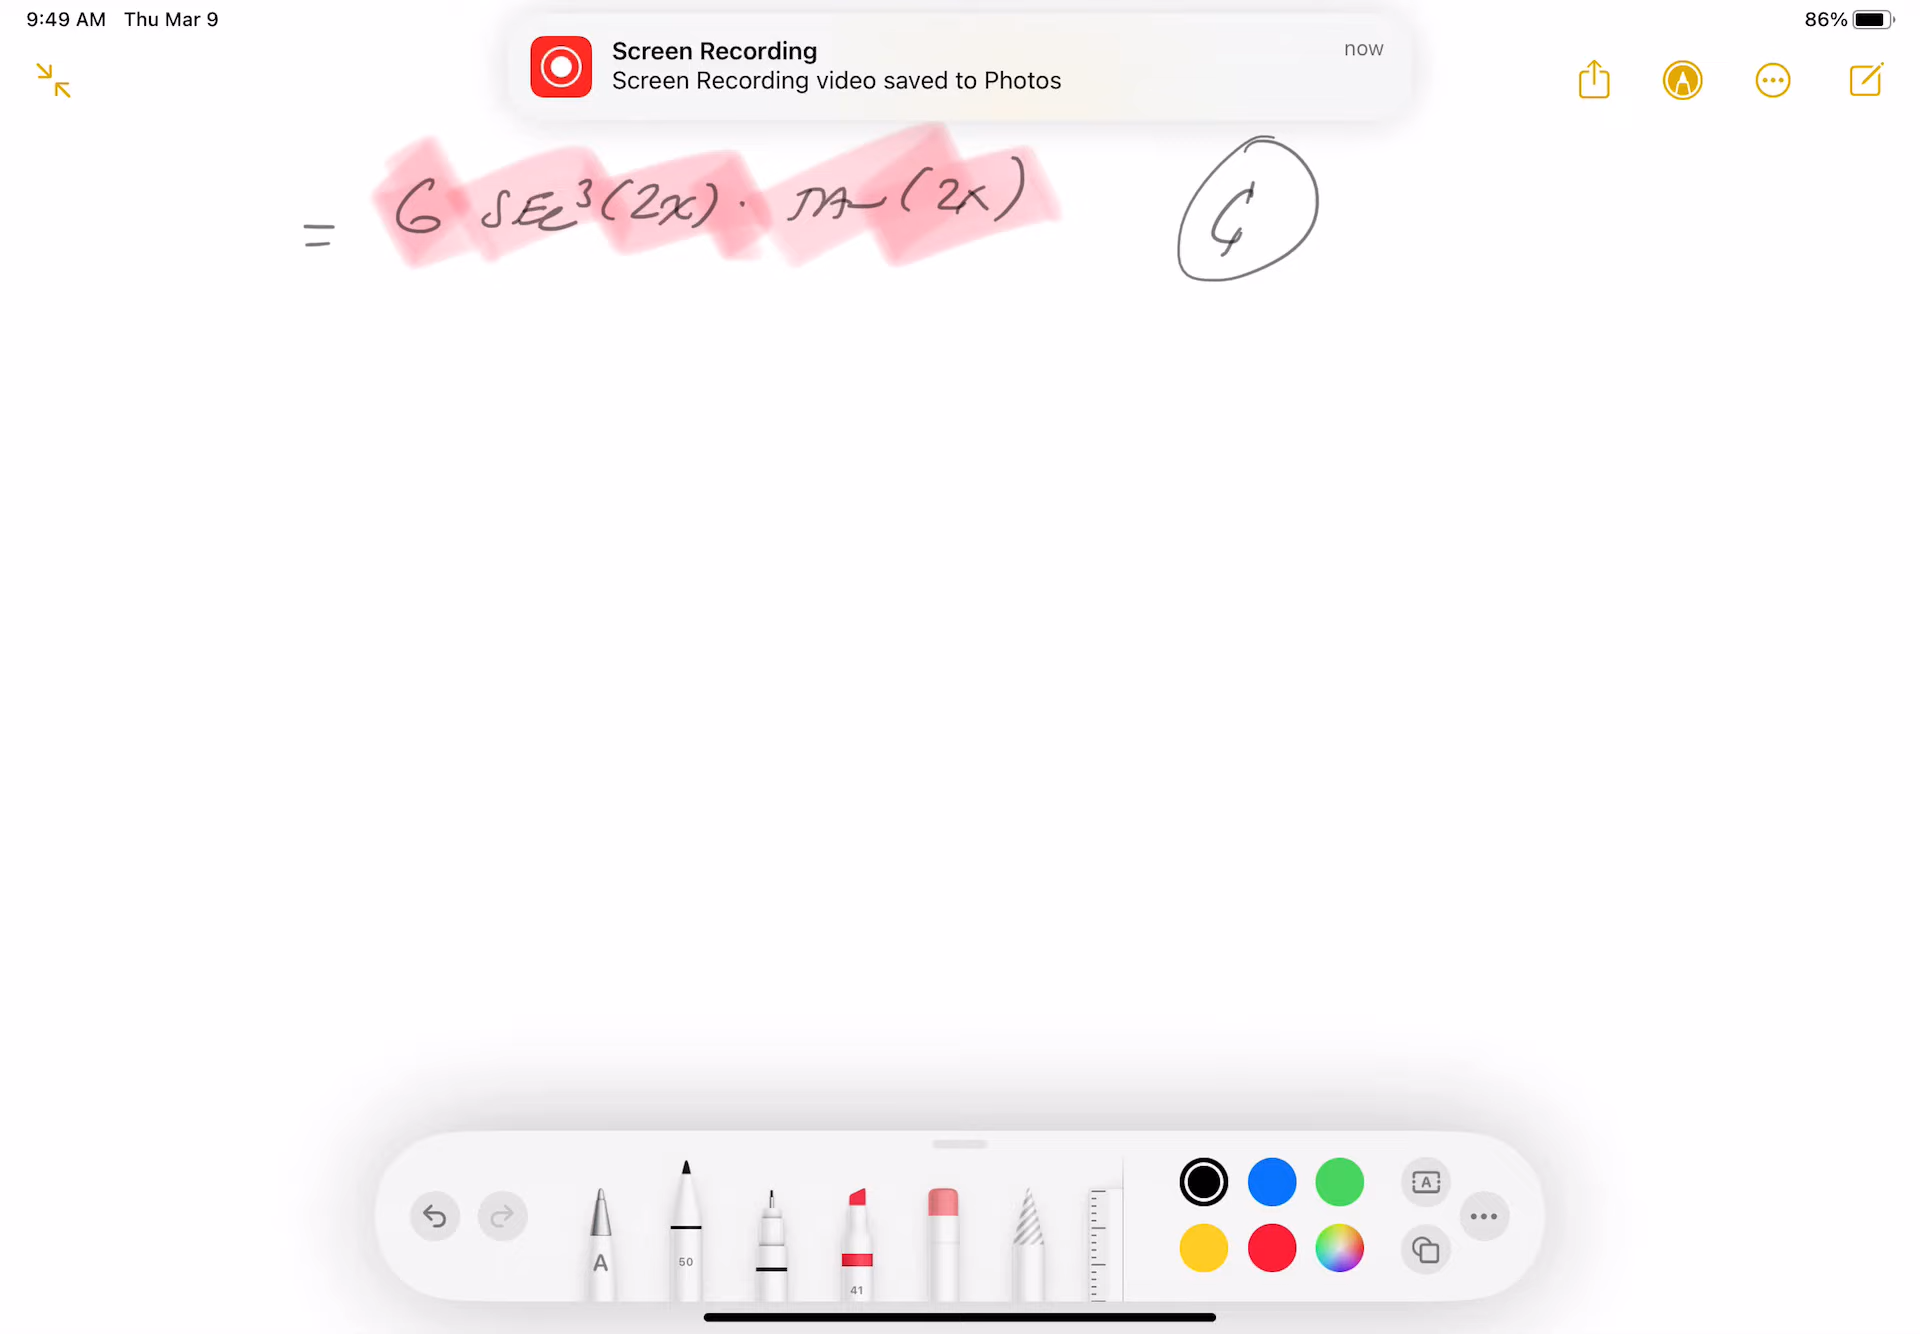 9:49 AM Thu Mar 9
86%
Screen Recording
now
Screen Recording video saved to Photos
= 6 SEC³(2x) · TAN(2x)
A
50
41
A